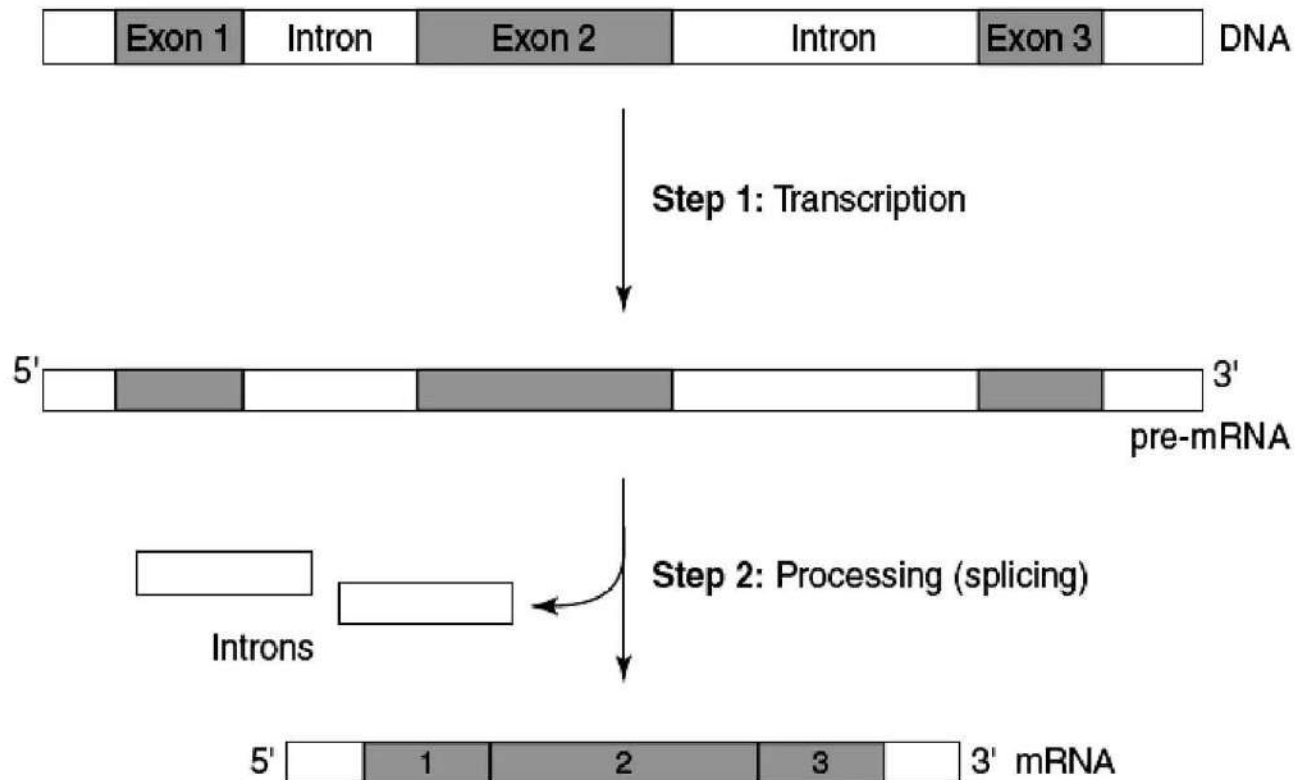 Exon 1 Intron Exon 2 Intron Exon 3 DNA
Step 1: Transcription
5' 3'
pre-mRNA
Step 2: Processing (splicing)
Introns
5' 1 2 3 3' mRNA